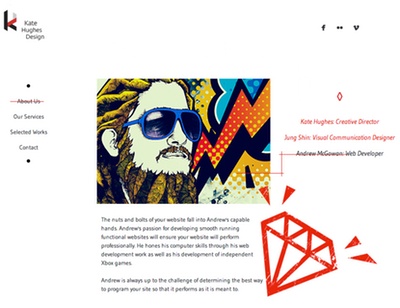 Kate
Hughes
Design
About Us
Our Services
Selected Works
Contact
Kate Hughes: Creative Director
Jung Shin: Visual Communication Designer
Andrew McGowan: Web Developer
The nuts and bolts of your website fall into Andrew's capable
hands. Andrew's passion for developing smooth running
functional websites will ensure your website will perform
professionally. He hones his computer skills through his web
development work as well as his development of independent
Xbox games.
Andrew is always up to the challenge of determining the best way
to program your site so that it performs as it is meant to.